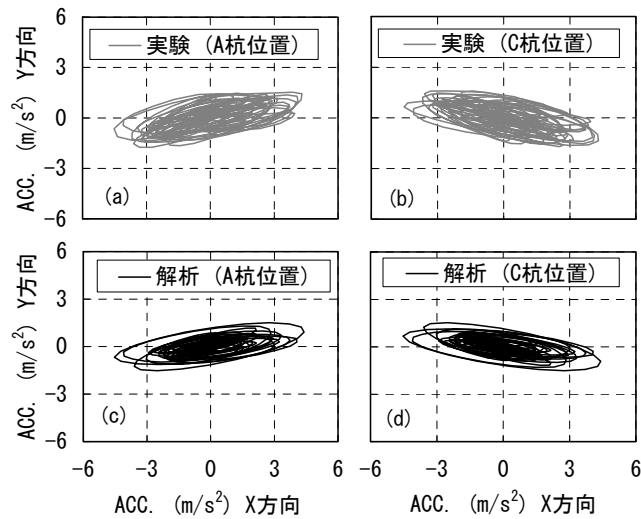 6
3
0
-3
-6
ACC. (m/s²) Y方向
実験 (A杭位置)
(a)
実験 (C杭位置)
(b)
6
3
0
-3
-6
ACC. (m/s²) Y方向
解析 (A杭位置)
(c)
解析 (C杭位置)
(d)
-6 -3 0 3 6 -6 -3 0 3 6
ACC. (m/s²) X方向 ACC. (m/s²) X方向